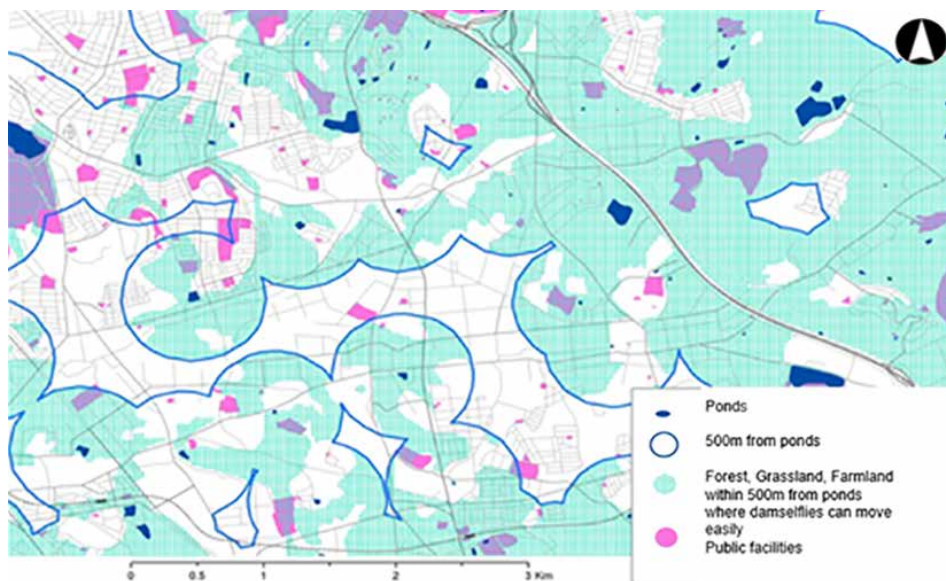 Ponds
500m from ponds
Forest, Grassland, Farmland
within 500m from ponds
where damselflies can move
easily
Public facilities
0 0.5 1 2 3 Km